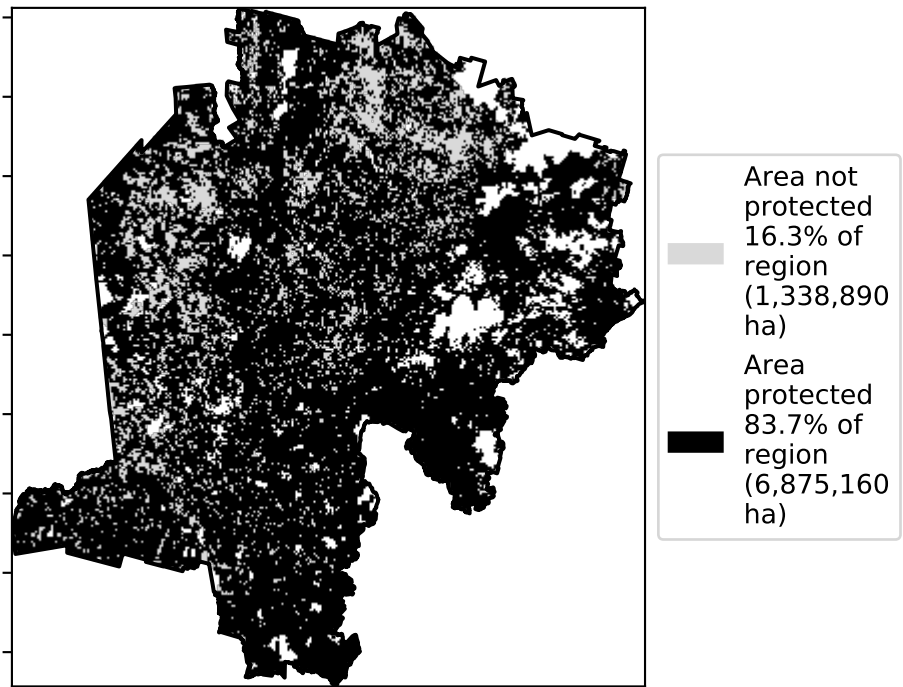 Area not
protected
16.3% of
region
(1,338,890
ha)
Area
protected
83.7% of
region
(6,875,160
ha)